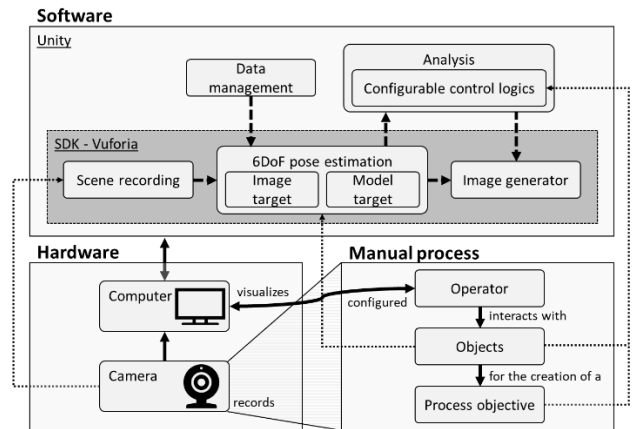 Software
Unity
Data
management
Analysis
Configurable control logics
SDK - Vuforia
Scene recording
6DoF pose estimation
Image
target
Model
target
Image generator
Hardware
Manual process
Computer
visualizes
configured
Operator
interacts with
Objects
for the creation of a
Camera
records
Process objective